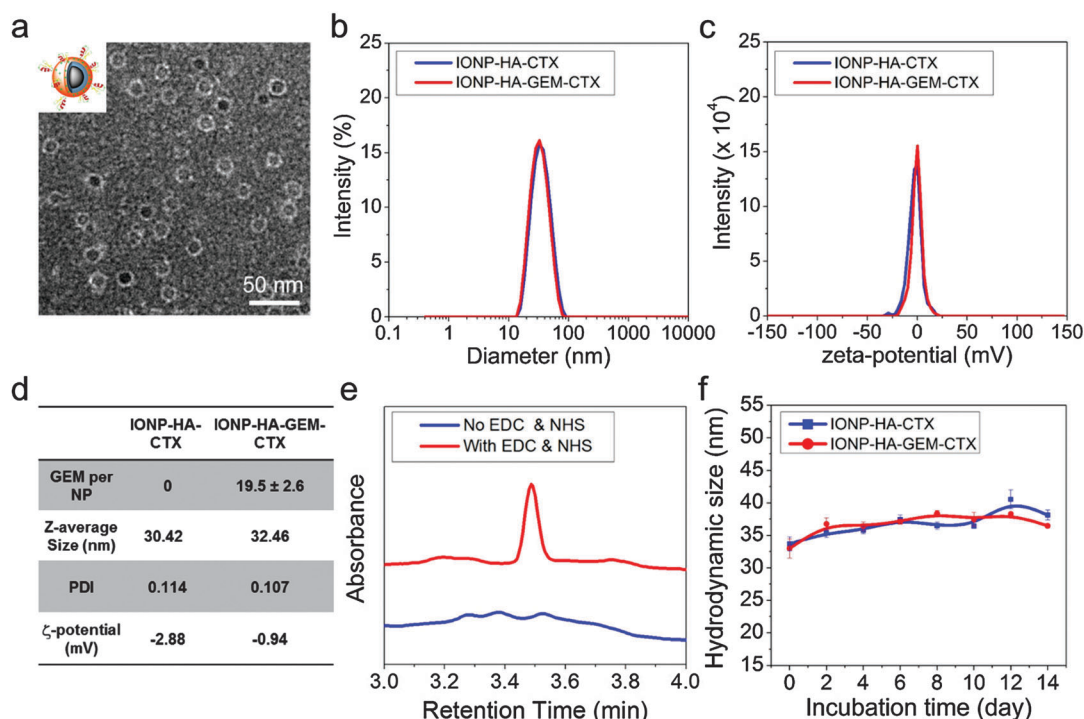 a
50 nm
b
IONP-HA-CTX
IONP-HA-GEM-CTX
25
20
15
10
5
0
Intensity (%)
0.1 1 10 100 1000 10000
Diameter (nm)
c
IONP-HA-CTX
IONP-HA-GEM-CTX
25
20
15
10
5
0
Intensity (x 10⁴)
-150 -100 -50 0 50 100 150
zeta-potential (mV)
d
IONP-HA-CTX IONP-HA-GEM-CTX
GEM per NP 0 19.5 ± 2.6
Z-average Size (nm) 30.42 32.46
PDI 0.114 0.107
ζ-potential (mV) -2.88 -0.94
e
No EDC & NHS
With EDC & NHS
Absorbance
3.0 3.2 3.4 3.6 3.8 4.0
Retention Time (min)
f
IONP-HA-CTX
IONP-HA-GEM-CTX
55
50
45
40
35
30
25
20
15
Hydrodynamic size (nm)
0 2 4 6 8 10 12 14
Incubation time (day)